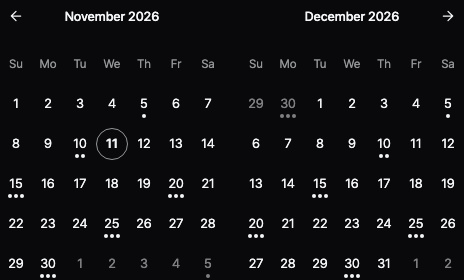 November 2026 December 2026
Su Mo Tu We Th Fr Sa Su Mo Tu We Th Fr Sa
1 2 3 4 5 6 7 29 30 1 2 3 4 5
8 9 10 11 12 13 14 6 7 8 9 10 11 12
15 16 17 18 19 20 21 13 14 15 16 17 18 19
22 23 24 25 26 27 28 20 21 22 23 24 25 26
29 30 1 2 3 4 5 27 28 29 30 31 1 2